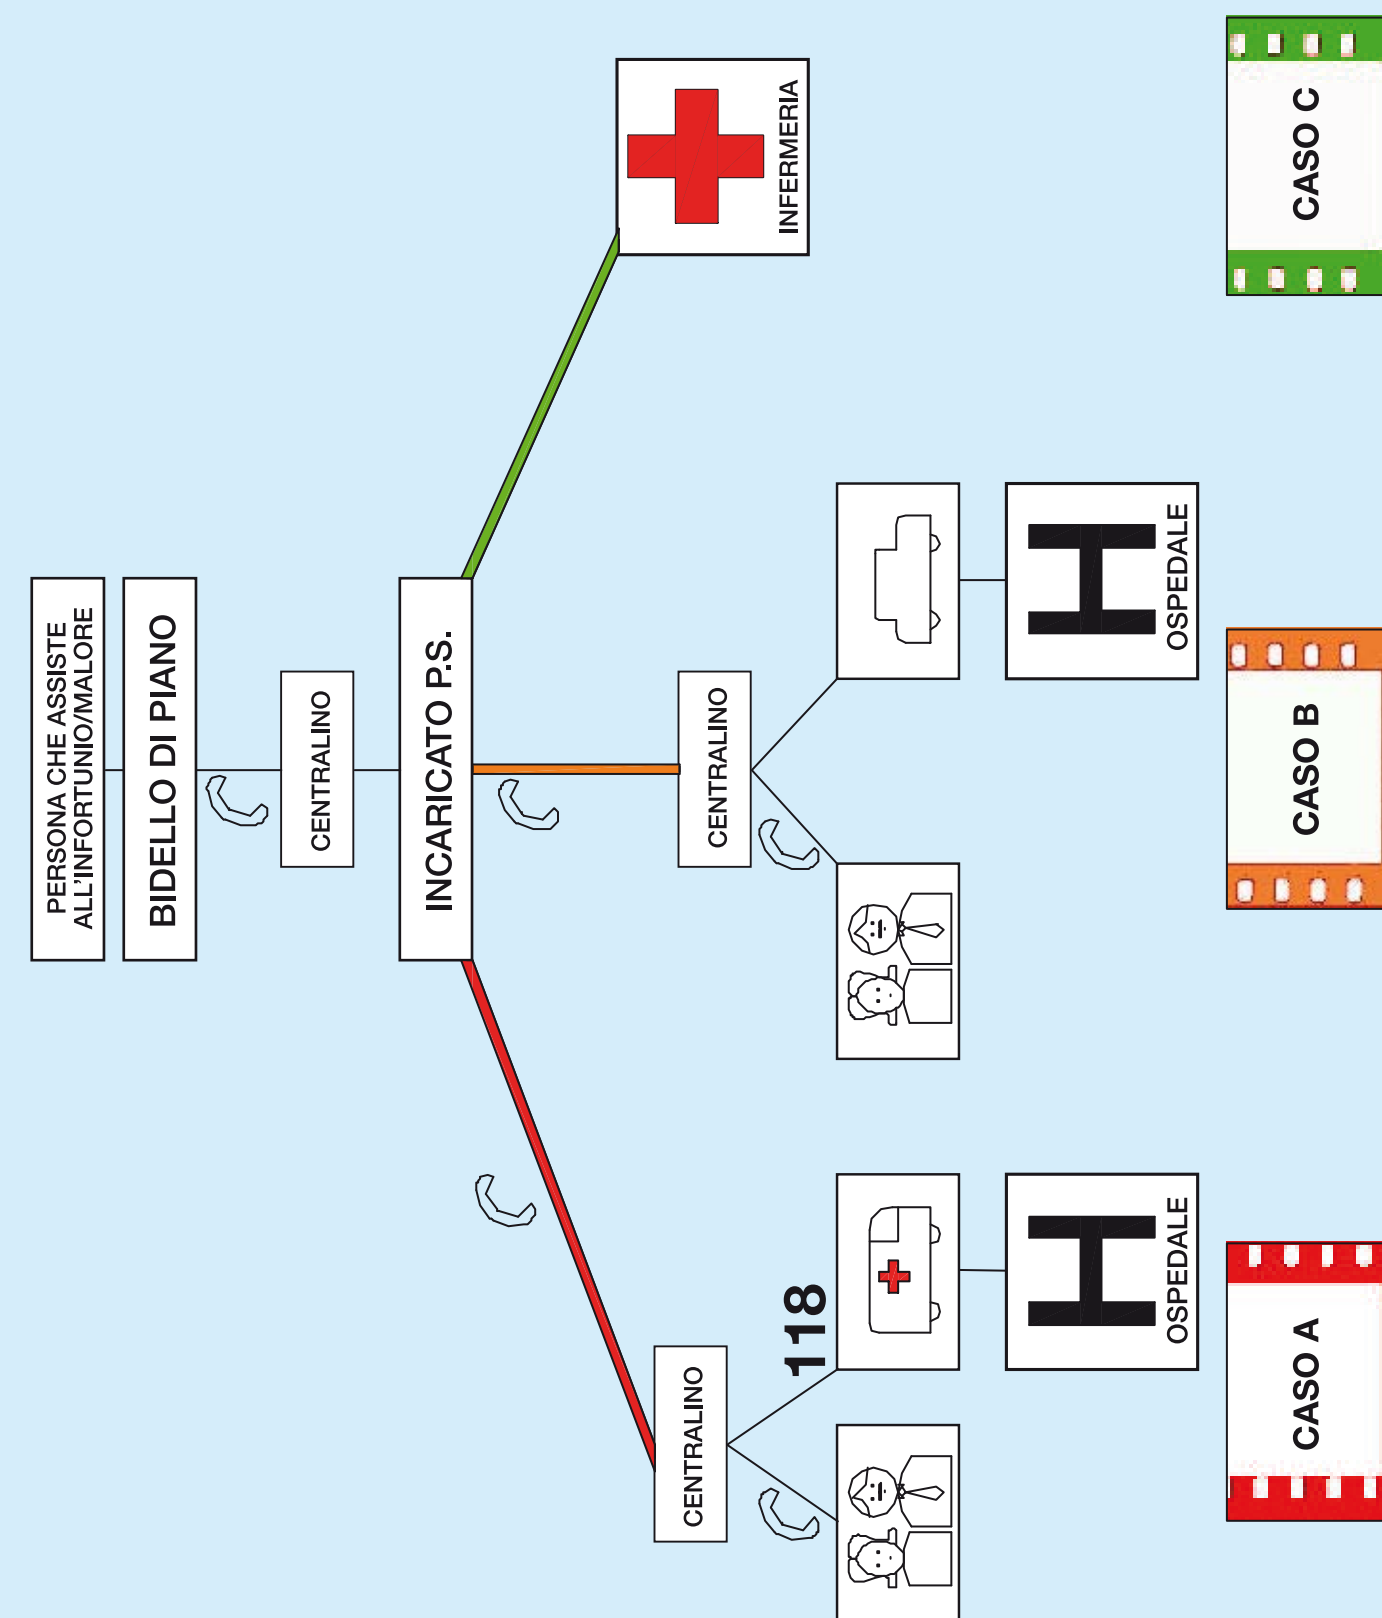 PERSONA CHE ASSISTE
ALL'INFORTUNIO/MALORE
BIDELLO DI PIANO
CENTRALINO
INCARICATO P.S.
CENTRALINO
CENTRALINO
INFERMERIA
118
OSPEDALE
OSPEDALE
CASO A
CASO B
CASO C